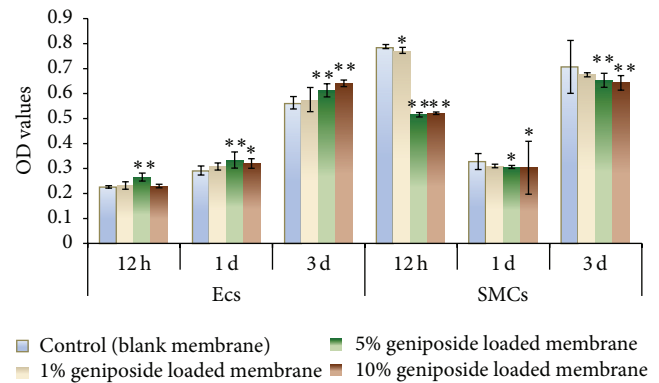 0.9
0.8
0.7
0.6
0.5
0.4
0.3
0.2
0.1
0
OD values
** ** * ** ** * **** * * ** **
12 h 1 d 3 d 12 h 1 d 3 d
Ecs SMCs
Control (blank membrane) 5% geniposide loaded membrane
1% geniposide loaded membrane 10% geniposide loaded membrane